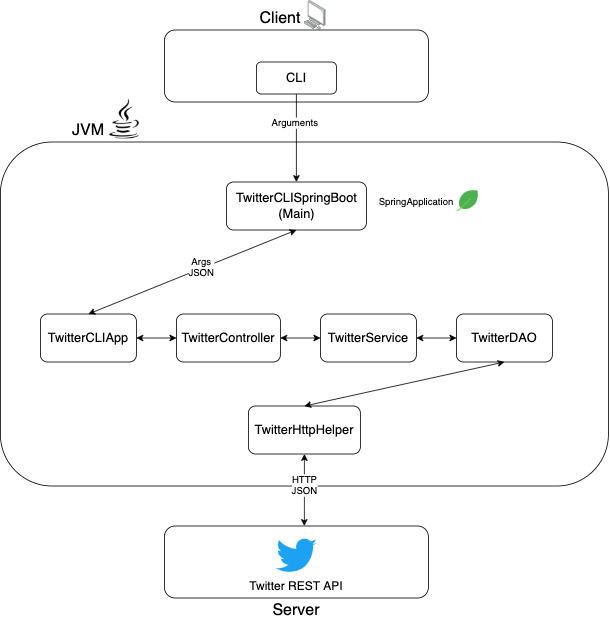 Client
CLI
Arguments
JVM
TwitterCLISpringBoot
(Main)
SpringApplication
Args
JSON
TwitterCLIApp
TwitterController
TwitterService
TwitterDAO
TwitterHttpHelper
HTTP
JSON
Twitter REST API
Server